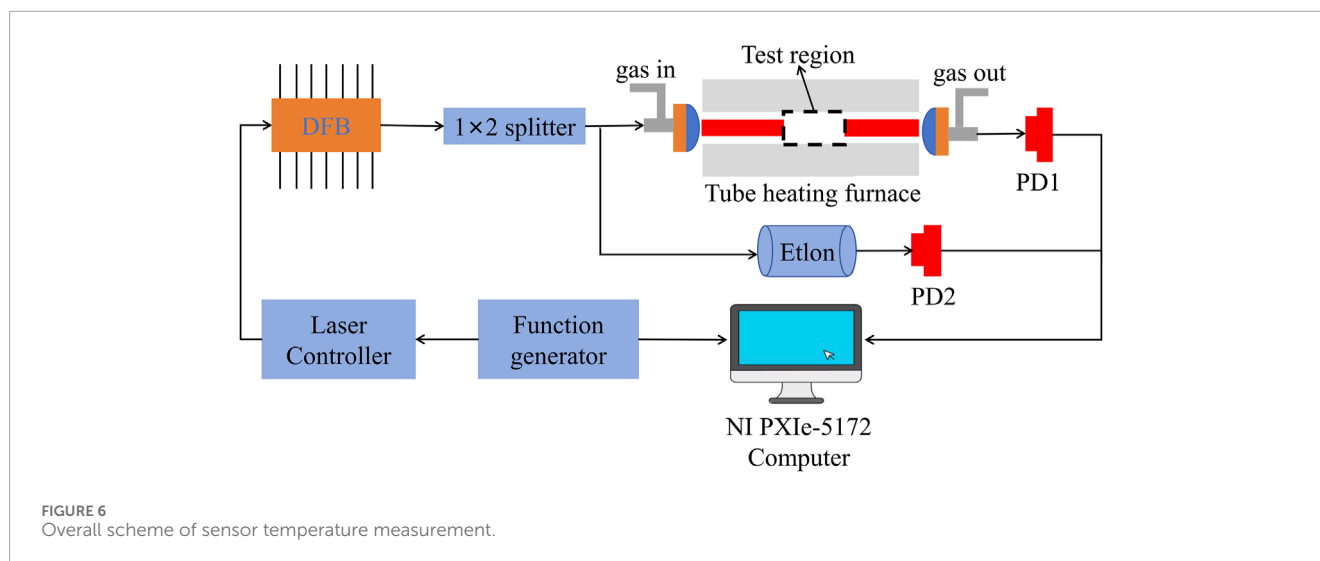 Test region
gas in
gas out
DFB
1×2 splitter
PD1
Tube heating furnace
Etlon
PD2
Laser
Controller
Function
generator
NI PXIe-5172
Computer
FIGURE 6
Overall scheme of sensor temperature measurement.